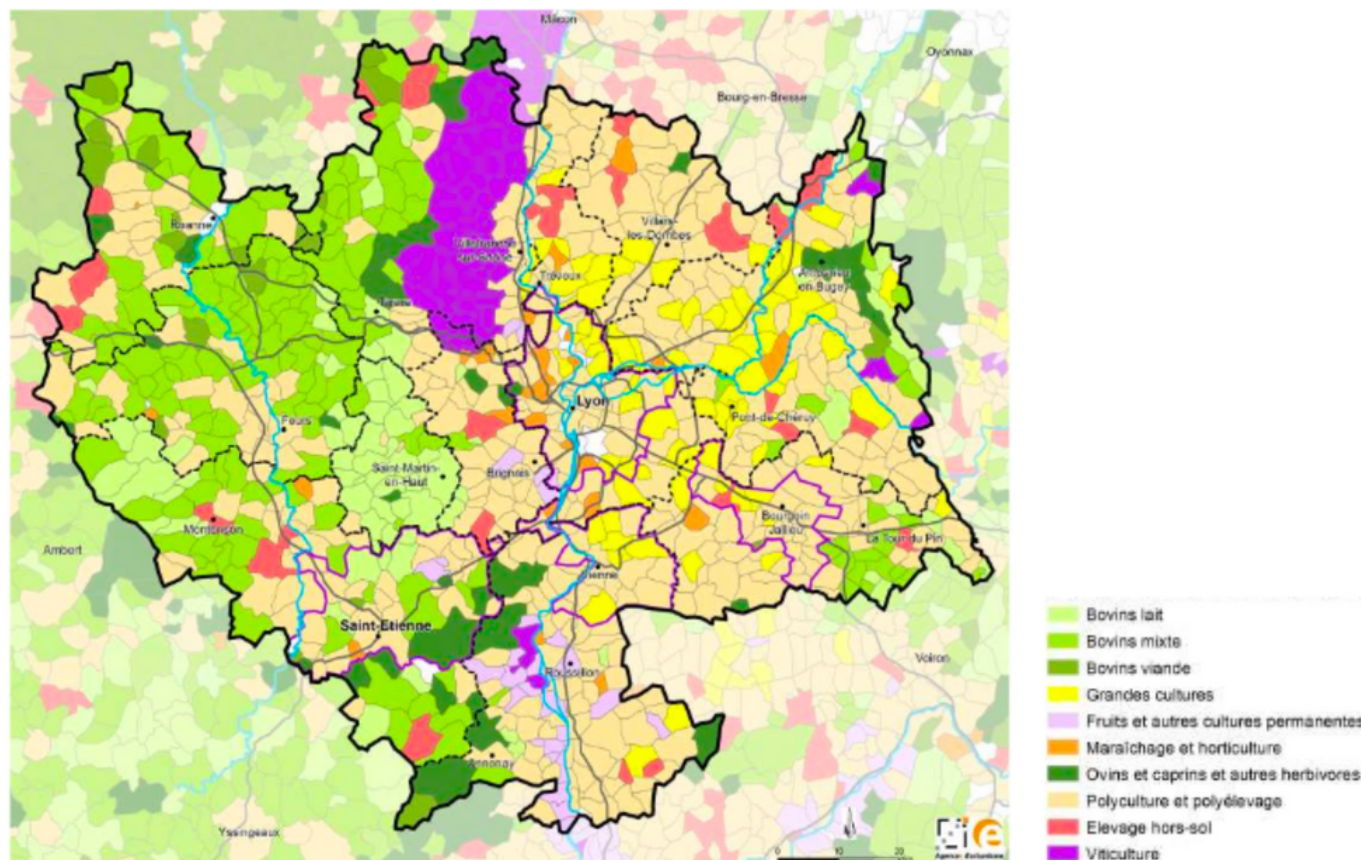 Mâcon
Oyonnax
Bourg-en-Bresse
Roanne
Villars-
les-Dombes
Villefranche-
sur-Saône
Ambérieu
en-Bugey
Trévoux
Tarare
Lyon
Pont-de-Chéruy
Feurs
Saint-Martin-
en-Haut
Brignais
Montbrison
Bourgoin
Jallieu
La Tour du Pin
Ambert
Vienne
Saint-Etienne
Voiron
Roussillon
Annonay
Yssingeaux
0
10
20
Bovins lait
Bovins mixte
Bovins viande
Grandes cultures
Fruits et autres cultures permanentes
Maraîchage et horticulture
Ovins et caprins et autres herbivores
Polyculture et polyélevage
Elevage hors-sol
Viticulture